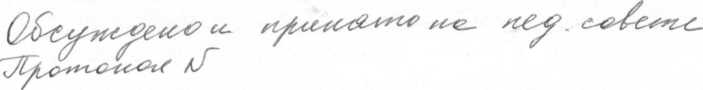 Обсуждено и принято на пед. совете
Протокол №